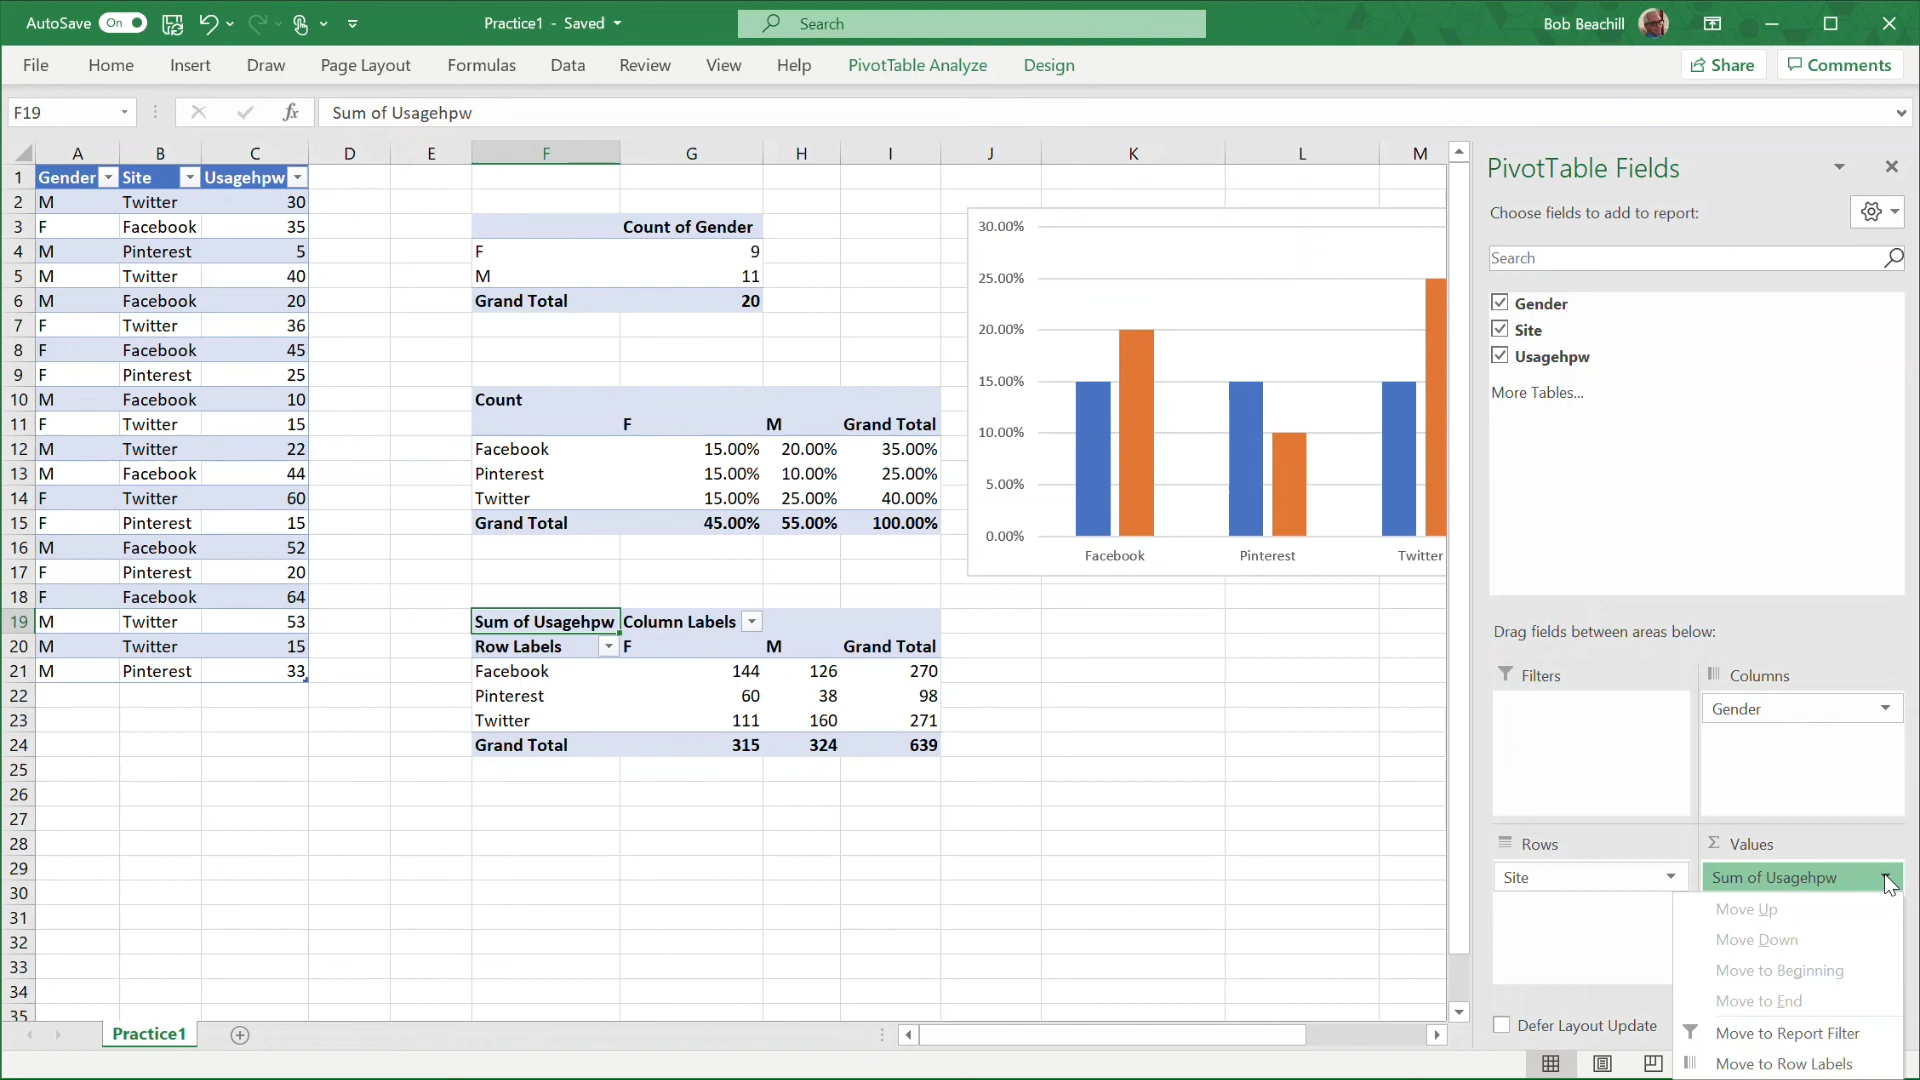 AutoSave On Practice1 - Saved Search Bob Beachill
File Home Insert Draw Page Layout Formulas Data Review View Help PivotTable Analyze Design Share Comments
F19 fx Sum of Usagehpw
A B C D E F G H I J K L M
1 Gender Site Usagehpw
2 M Twitter 30
3 F Facebook 35 Count of Gender
4 M Pinterest 5 F 9
5 M Twitter 40 M 11
6 M Facebook 20 Grand Total 20
7 F Twitter 36
8 F Facebook 45
9 F Pinterest 25
10 M Facebook 10 Count
11 F Twitter 15 F M Grand Total
12 M Twitter 22 Facebook 15.00% 20.00% 35.00%
13 M Facebook 44 Pinterest 15.00% 10.00% 25.00%
14 F Twitter 60 Twitter 15.00% 25.00% 40.00%
15 F Pinterest 15 Grand Total 45.00% 55.00% 100.00%
16 M Facebook 52
17 F Pinterest 20
18 F Facebook 64
19 M Twitter 53 Sum of Usagehpw Column Labels
20 M Twitter 15 Row Labels F M Grand Total
21 M Pinterest 33 Facebook 144 126 270
22 Pinterest 60 38 98
23 Twitter 111 160 271
24 Grand Total 315 324 639
25
26
27
28
29
30
31
32
33
34
35
30.00%
25.00%
20.00%
15.00%
10.00%
5.00%
0.00%
Facebook Pinterest Twitter
Practice1
PivotTable Fields
Choose fields to add to report:
Search
Gender
Site
Usagehpw
More Tables...
Drag fields between areas below:
Filters Columns
Gender
Rows Σ Values
Site Sum of Usagehpw
Move Up
Move Down
Move to Beginning
Move to End
Move to Report Filter
Move to Row Labels
Defer Layout Update